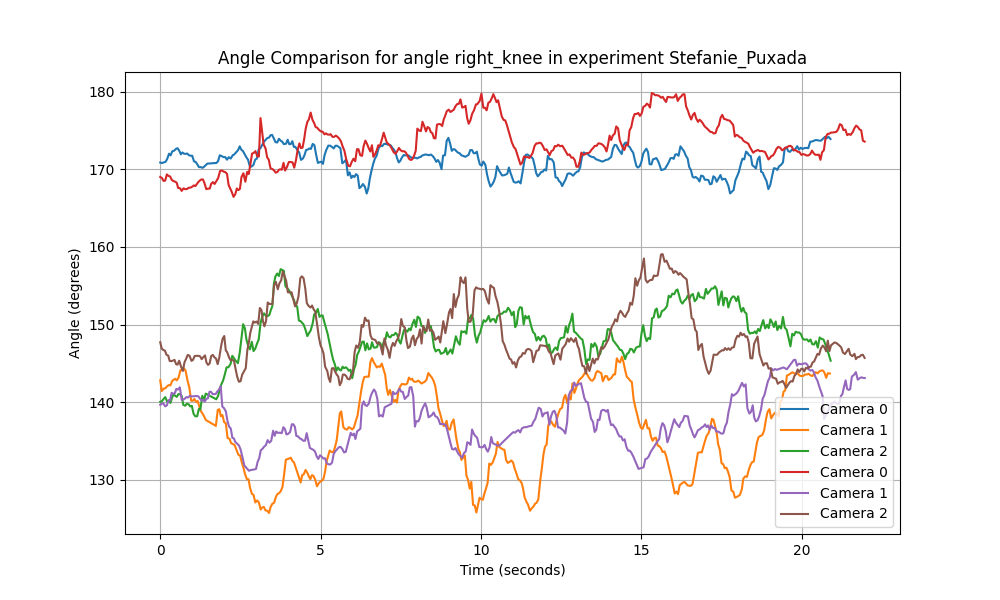 Angle Comparison for angle right_knee in experiment Stefanie_Puxada
180
170
160
150
140
130
Angle (degrees)
0 5 10 15 20
Time (seconds)
Camera 0
Camera 1
Camera 2
Camera 0
Camera 1
Camera 2